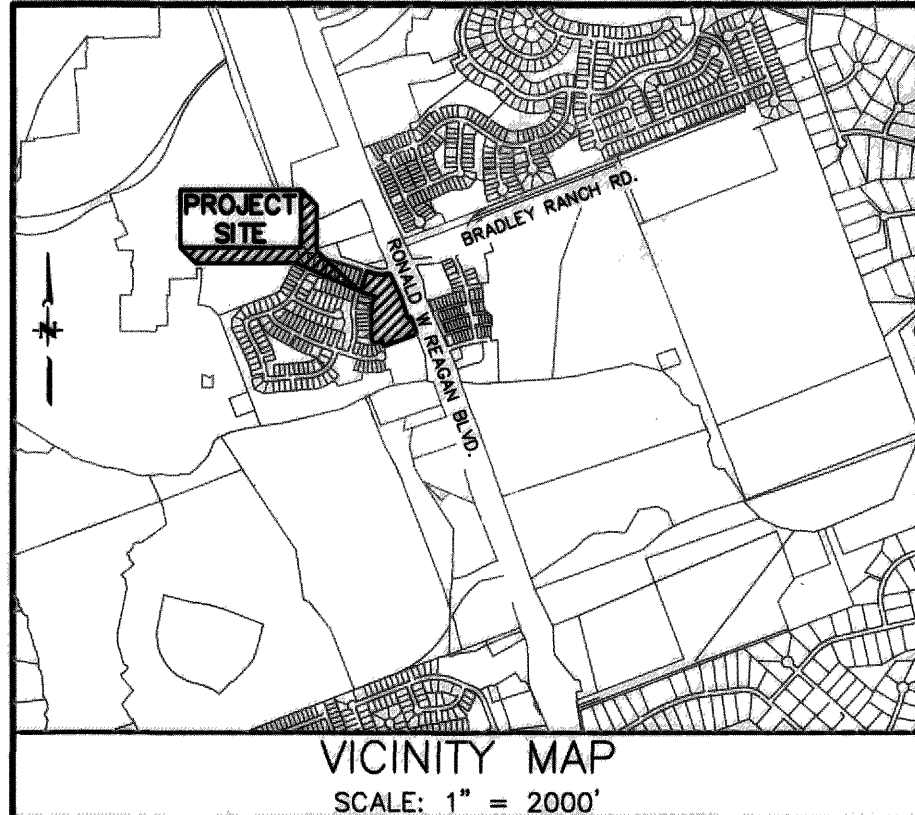 PROJECT
SITE
BRADLEY RANCH RD.
RONALD W REAGAN BLVD.
N
VICINITY MAP
SCALE: 1" = 2000'